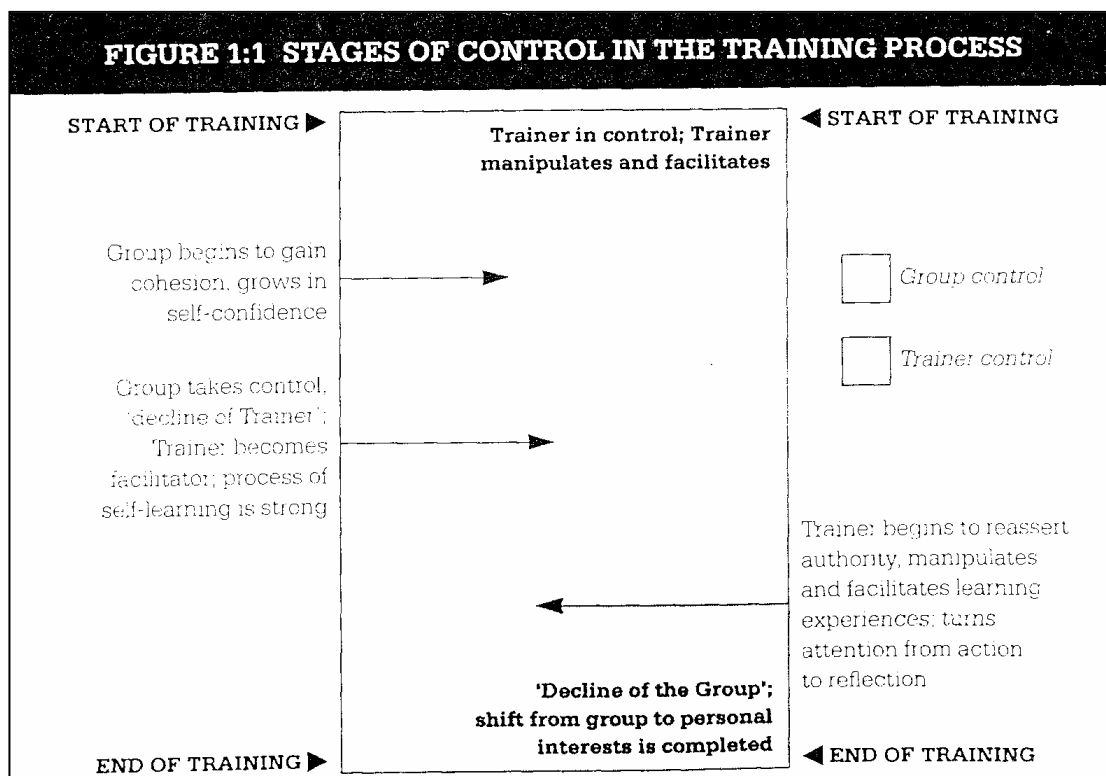 FIGURE 1:1 STAGES OF CONTROL IN THE TRAINING PROCESS
START OF TRAINING ▶
◀ START OF TRAINING
Trainer in control; Trainer
manipulates and facilitates
Group begins to gain
cohesion, grows in
self-confidence
Group control
Trainer control
Group takes control,
'decline of Trainer';
Trainer becomes
facilitator; process of
self-learning is strong
Trainer begins to reassert
authority, manipulates
and facilitates learning
experiences; turns
attention from action
to reflection
'Decline of the Group';
shift from group to personal
interests is completed
END OF TRAINING ▶
◀ END OF TRAINING